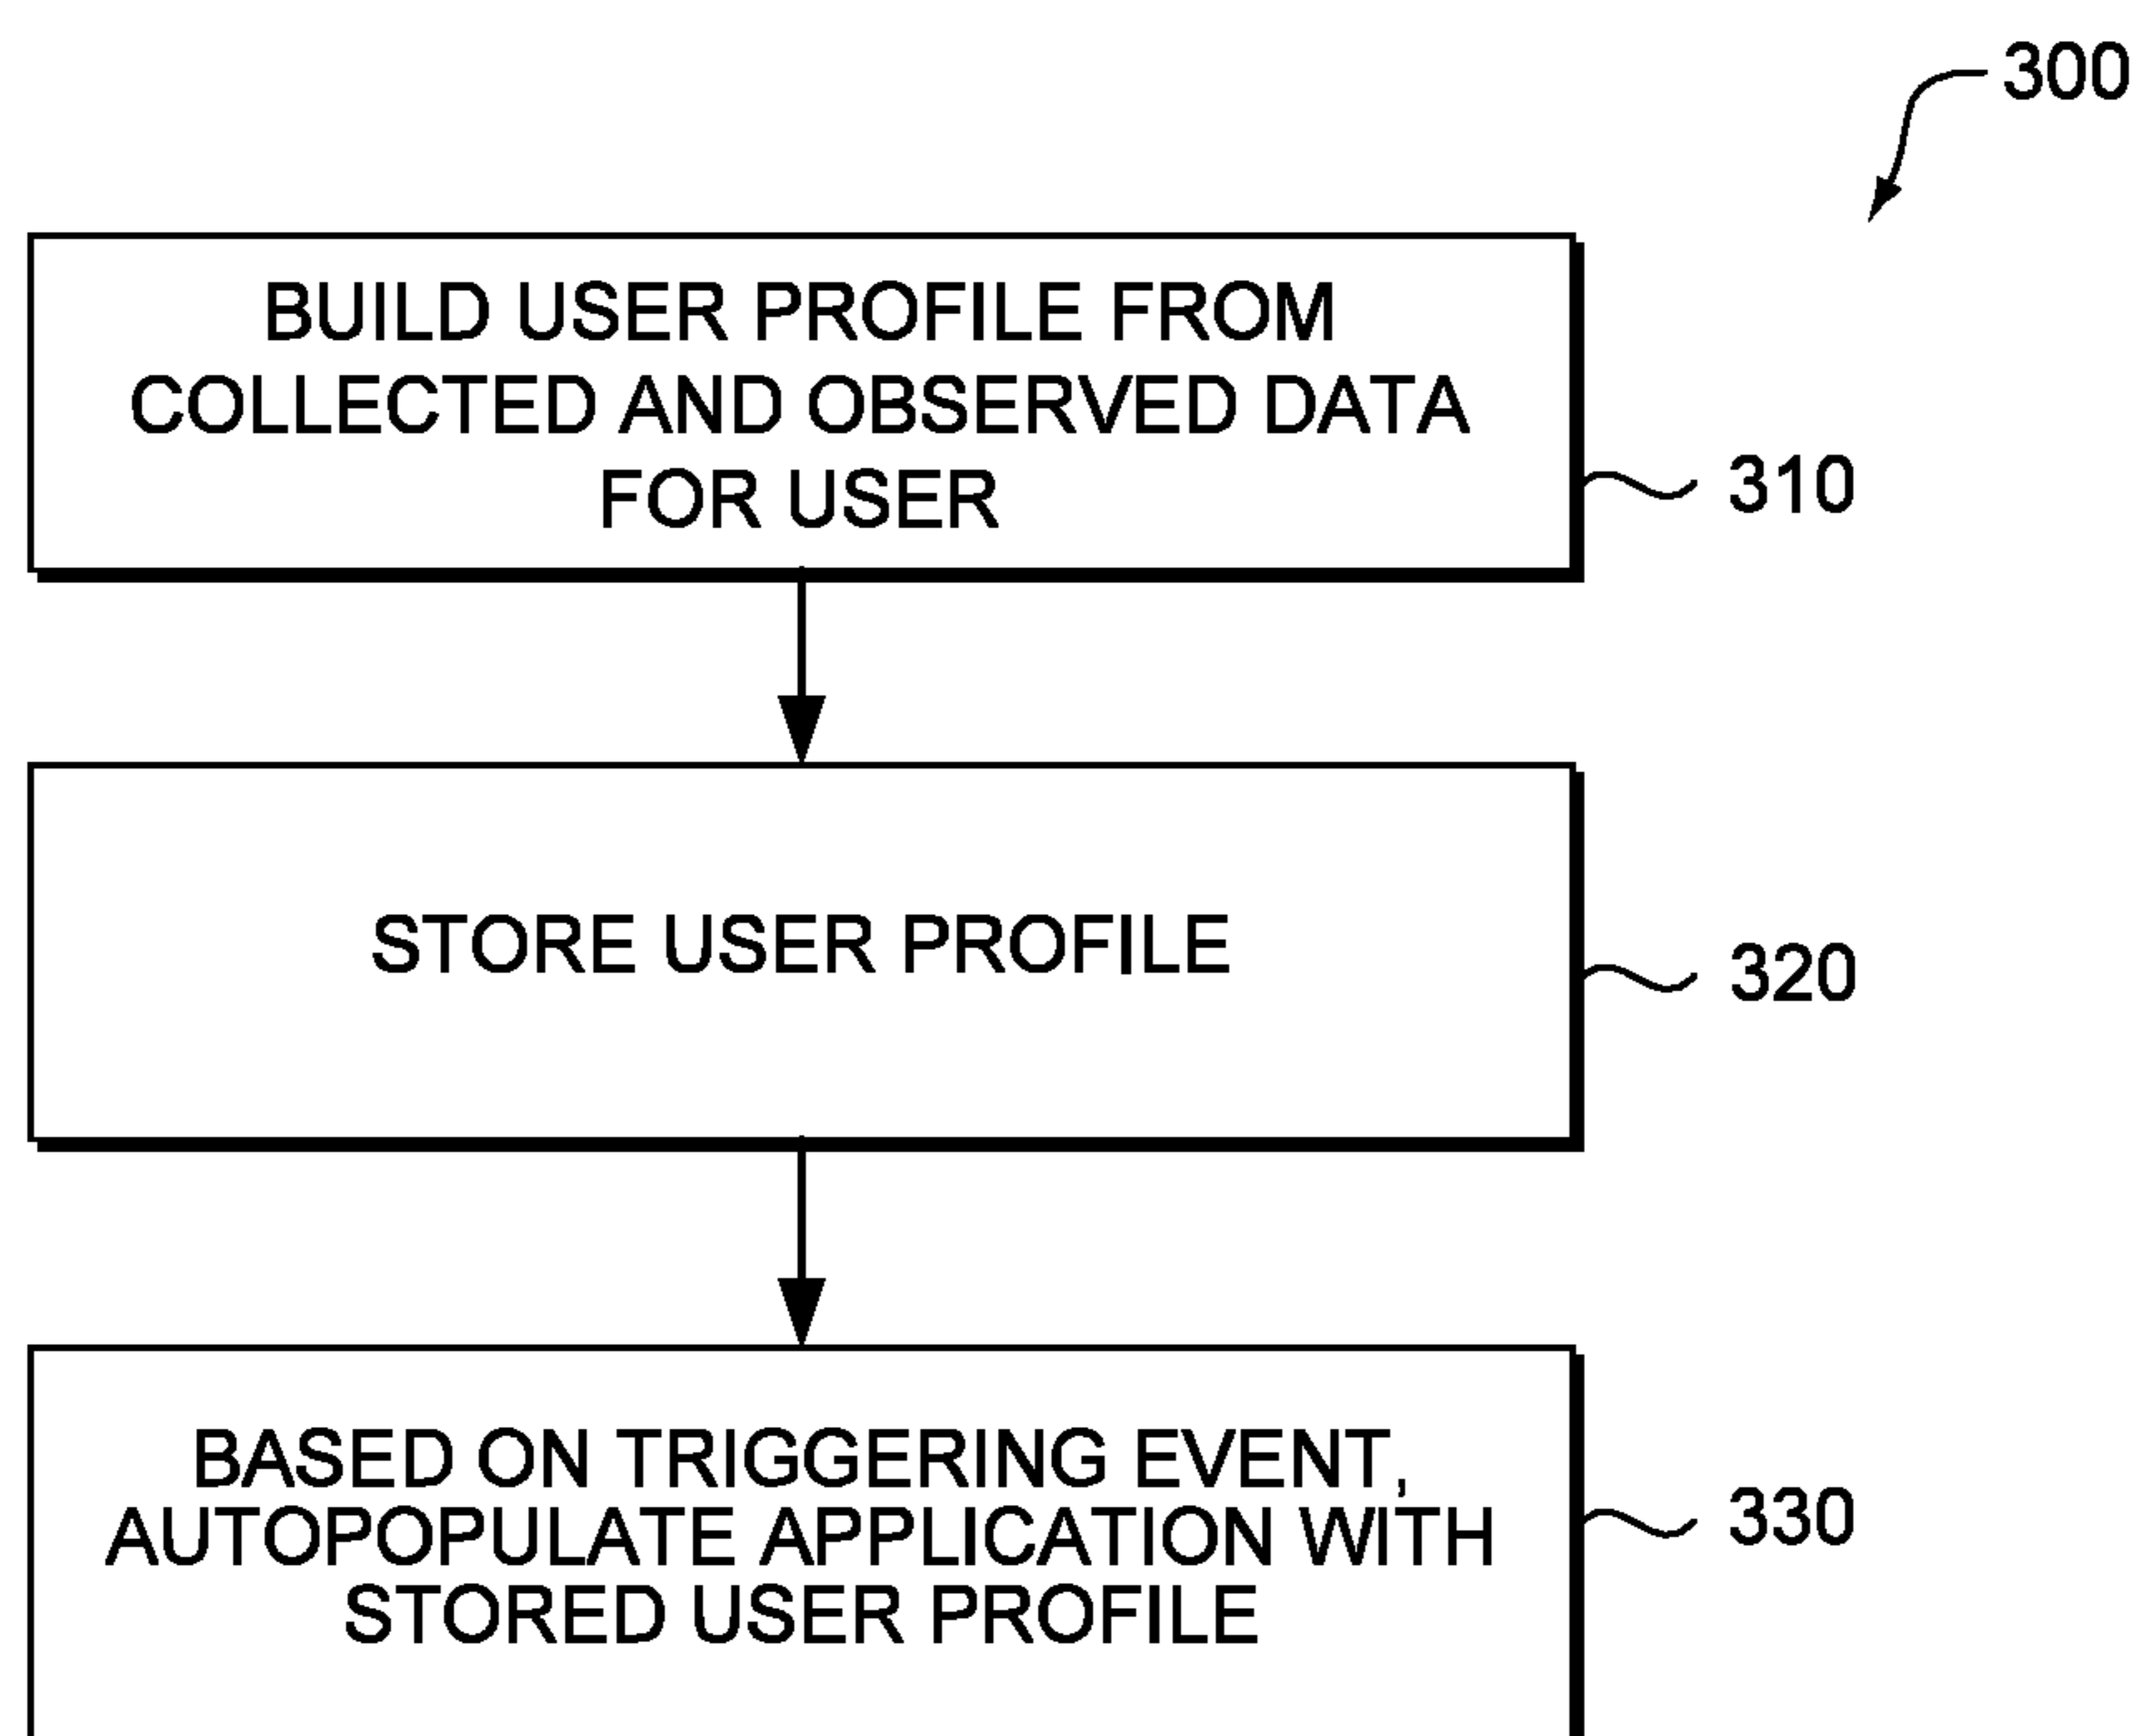 300
BUILD USER PROFILE FROM
COLLECTED AND OBSERVED DATA
FOR USER
310
STORE USER PROFILE
320
BASED ON TRIGGERING EVENT,
AUTOPOPULATE APPLICATION WITH
STORED USER PROFILE
330